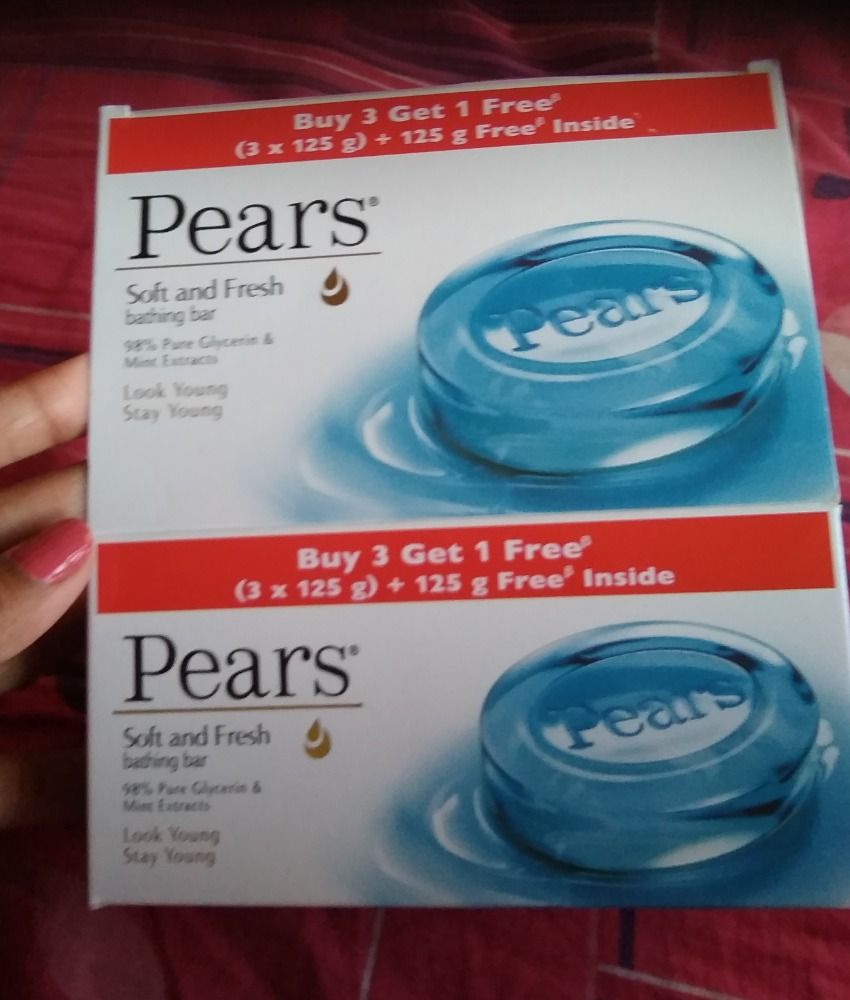 Buy 3 Get 1 Free
(3 x 125 g) + 125 g Free Inside
Pears®
Soft and Fresh
bathing bar
98% Pure Glycerin &
Mint Extracts
Look Young
Stay Young
Pears
Buy 3 Get 1 Free
(3 x 125 g) + 125 g Free Inside
Pears®
Soft and Fresh
bathing bar
98% Pure Glycerin &
Mint Extracts
Look Young
Stay Young
Pears